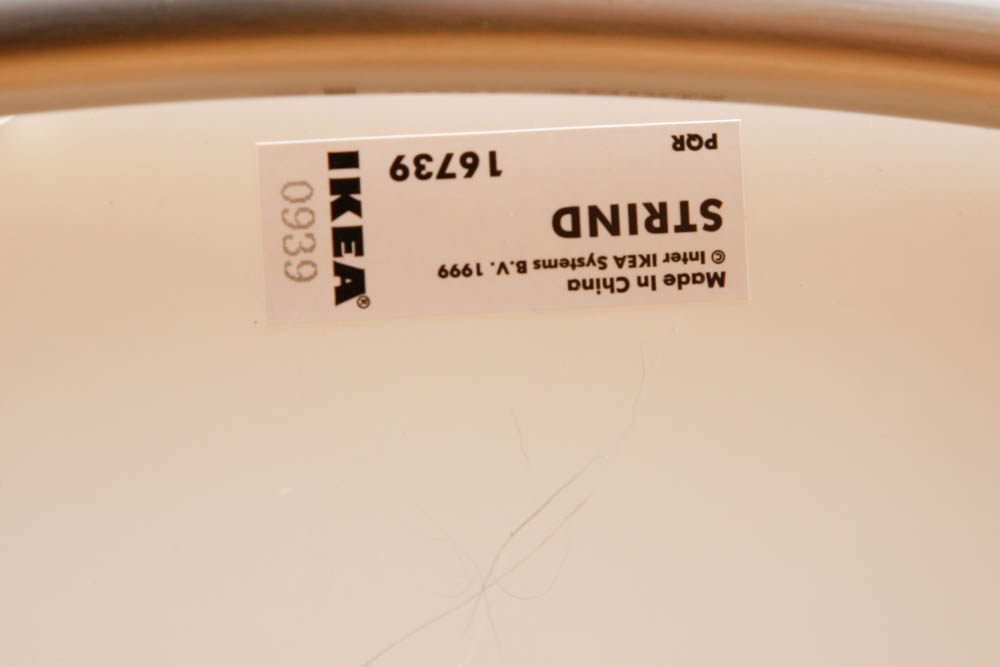 PQR
16739
STRIND
© Inter IKEA Systems B.V. 1999
Made In China
IKEA®
0939